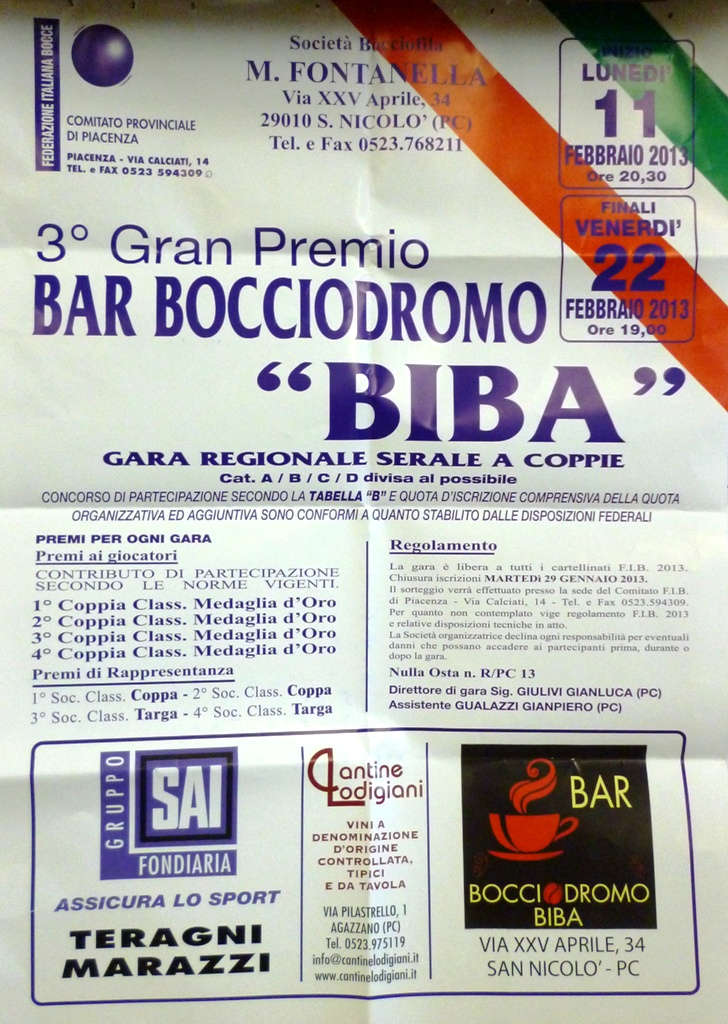 FEDERAZIONE ITALIANA BOCCE
COMITATO PROVINCIALE
DI PIACENZA
PIACENZA - VIA CALCIATI, 14
TEL. e FAX 0523 594309
Società Bocciofila
M. FONTANELLA
Via XXV Aprile, 34
29010 S. NICOLO' (PC)
Tel. e Fax 0523.768211
INIZIO
LUNEDI'
11
FEBBRAIO 2013
Ore 20,30
FINALI
VENERDI'
22
FEBBRAIO 2013
Ore 19,00
3° Gran Premio
BAR BOCCIODROMO
“BIBA”
GARA REGIONALE SERALE A COPPIE
Cat. A / B / C / D divisa al possibile
CONCORSO DI PARTECIPAZIONE SECONDO LA TABELLA "B" E QUOTA D'ISCRIZIONE COMPRENSIVA DELLA QUOTA
ORGANIZZATIVA ED AGGIUNTIVA SONO CONFORMI A QUANTO STABILITO DALLE DISPOSIZIONI FEDERALI
PREMI PER OGNI GARA
Premi ai giocatori
CONTRIBUTO DI PARTECIPAZIONE
SECONDO LE NORME VIGENTI.
1° Coppia Class. Medaglia d'Oro
2° Coppia Class. Medaglia d'Oro
3° Coppia Class. Medaglia d'Oro
4° Coppia Class. Medaglia d'Oro
Premi di Rappresentanza
1° Soc. Class. Coppa - 2° Soc. Class. Coppa
3° Soc. Class. Targa - 4° Soc. Class. Targa
Regolamento
La gara è libera a tutti i cartellinati F.I.B. 2013.
Chiusura iscrizioni MARTEDì 29 GENNAIO 2013.
Il sorteggio verrà effettuato presso la sede del Comitato F.I.B.
di Piacenza - Via Calciati, 14 - Tel. e Fax 0523.594309.
Per quanto non contemplato vige regolamento F.I.B. 2013
e relative disposizioni tecniche in atto.
La Società organizzatrice declina ogni responsabilità per eventuali
danni che possano accadere ai partecipanti prima, durante o
dopo la gara.
Nulla Osta n. R/PC 13
Direttore di gara Sig. GIULIVI GIANLUCA (PC)
Assistente GUALAZZI GIANPIERO (PC)
GRUPPO
SAI
FONDIARIA
ASSICURA LO SPORT
TERAGNI
MARAZZI
Cantine
Lodigiani
VINI A
DENOMINAZIONE
D'ORIGINE
CONTROLLATA,
TIPICI
E DA TAVOLA
VIA PILASTRELLO, 1
AGAZZANO (PC)
Tel. 0523.975119
info@cantinelodigiani.it
www.cantinelodigiani.it
BAR
BOCCIODROMO
BIBA
VIA XXV APRILE, 34
SAN NICOLO' - PC